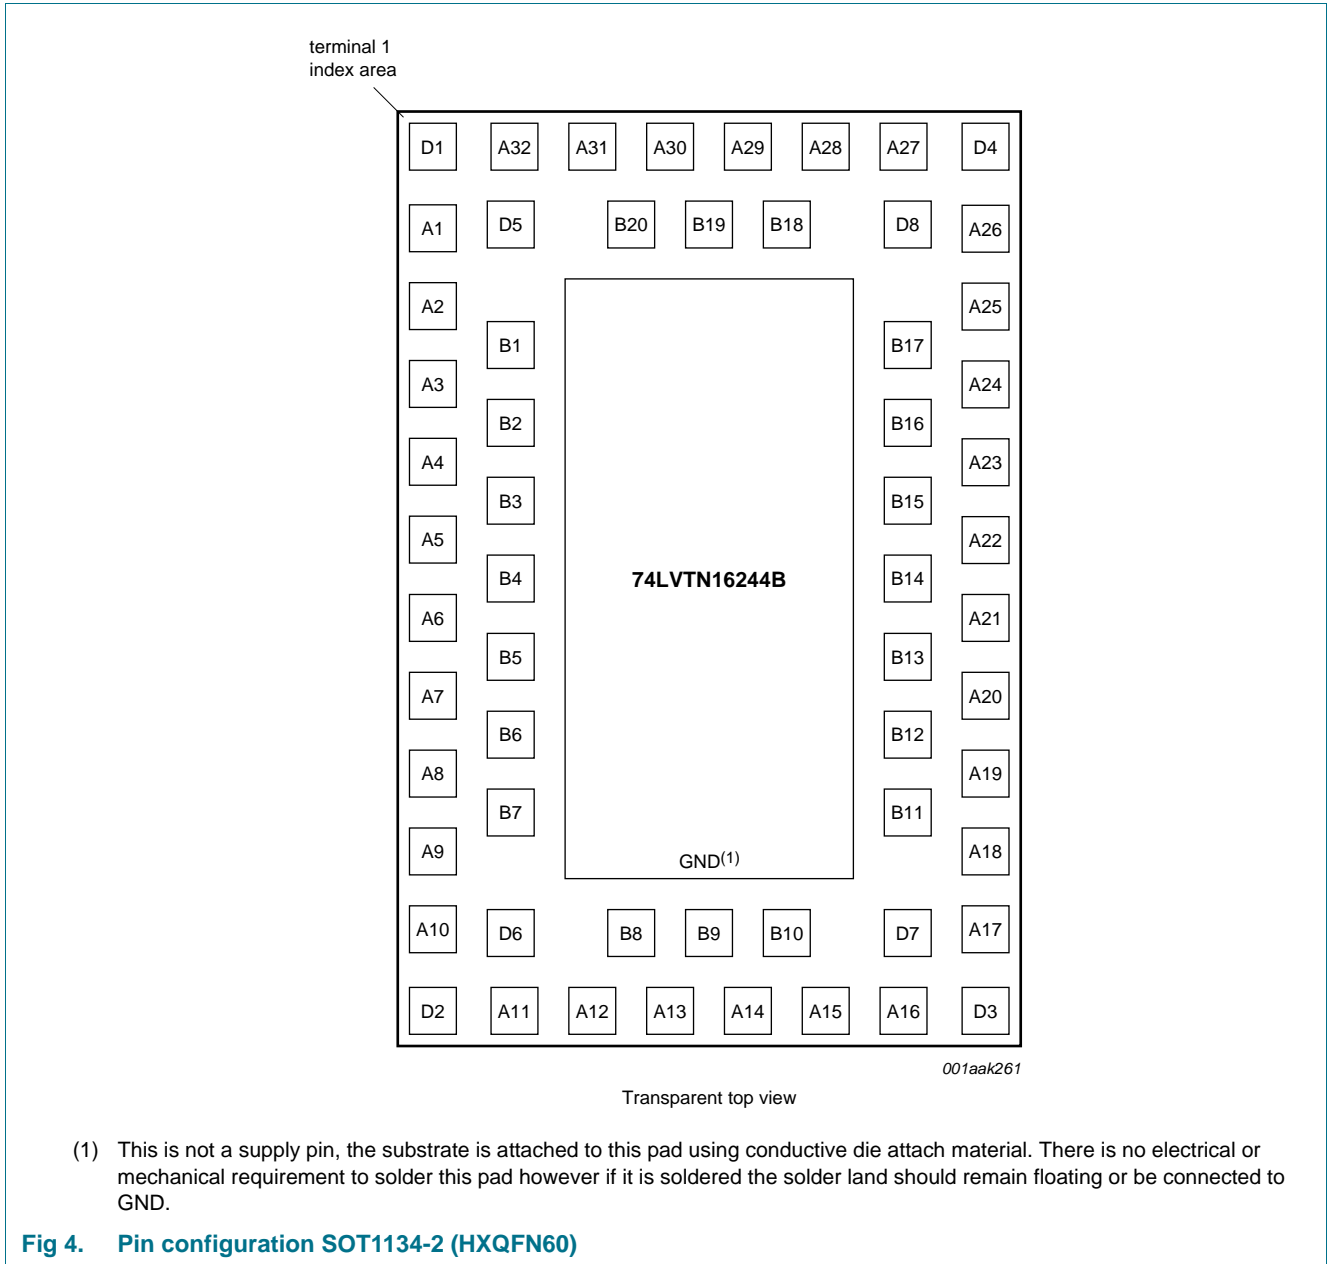 terminal 1
index area
D1 A32 A31 A30 A29 A28 A27 D4
A1 D5 B20 B19 B18 D8 A26
A2 A25
B1 B17
A3 A24
B2 B16
A4 A23
B3 B15
A5 A22
B4 74LVTN16244B B14
A6 A21
B5 B13
A7 A20
B6 B12
A8 A19
B7 B11
A9 GND(1) A18
A10 D6 B8 B9 B10 D7 A17
D2 A11 A12 A13 A14 A15 A16 D3
001aak261
Transparent top view
(1) This is not a supply pin, the substrate is attached to this pad using conductive die attach material. There is no electrical or
mechanical requirement to solder this pad however if it is soldered the solder land should remain floating or be connected to
GND.
Fig 4. Pin configuration SOT1134-2 (HXQFN60)